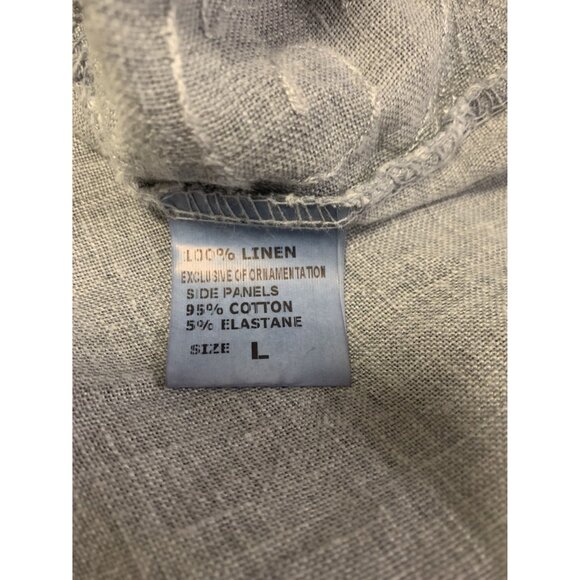 100% LINEN
EXCLUSIVE OF ORNAMENTATION
SIDE PANELS
95% COTTON
5% ELASTANE
SIZE L